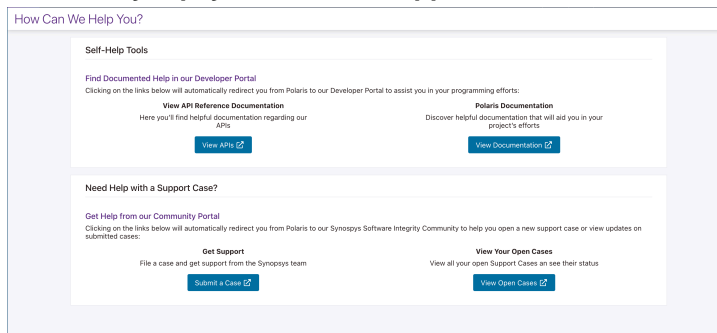 How Can We Help You?
Self-Help Tools
Find Documented Help in our Developer Portal
Clicking on the links below will automatically redirect you from Polaris to our Developer Portal to assist you in your programming efforts:
View API Reference Documentation
Here you'll find helpful documentation regarding our
APIs
View APIs
Polaris Documentation
Discover helpful documentation that will aid you in your
project's efforts
View Documentation
Need Help with a Support Case?
Get Help from our Community Portal
Clicking on the links below will automatically redirect you from Polaris to our Synospys Software Integrity Community to help you open a new support case or view updates on
submitted cases:
Get Support
File a case and get support from the Synopsys team
Submit a Case
View Your Open Cases
View all your open Support Cases an see their status
View Open Cases